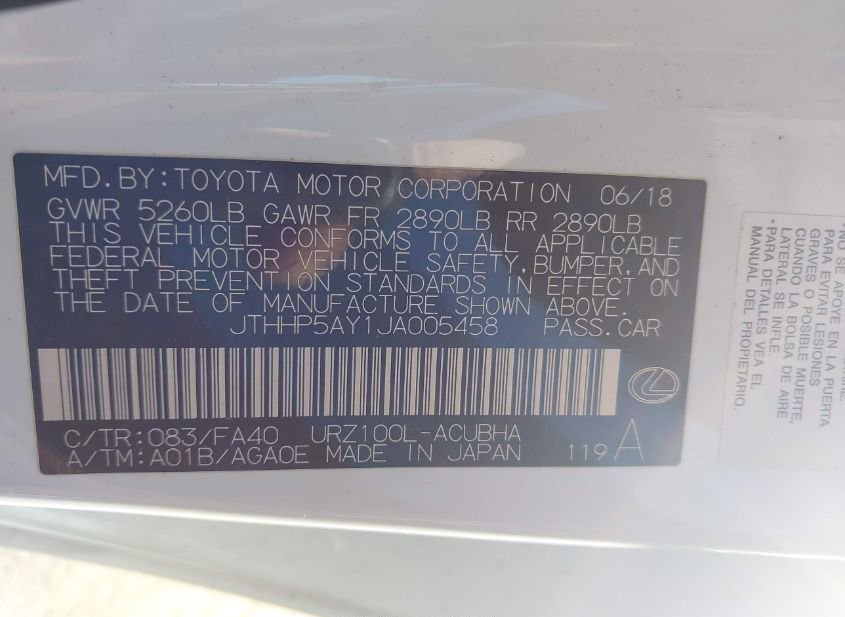 MFD. BY: TOYOTA MOTOR CORPORATION 06/18
GVWR 5260LB GAWR FR 2890LB RR 2890LB
THIS VEHICLE CONFORMS TO ALL APPLICABLE
FEDERAL MOTOR VEHICLE SAFETY, BUMPER, AND
THEFT PREVENTION STANDARDS IN EFFECT ON
THE DATE OF MANUFACTURE SHOWN ABOVE.
JTHHP5AY1JA005458 PASS. CAR
C/TR: 083/FA40 URZ100L-ACUBHA
A/TM: A01B/AGA0E MADE IN JAPAN 119 A
NO SE APOYE EN LA PUERTA
PARA EVITAR LESIONES
GRAVES O POSIBLE MUERTE,
CUANDO LA BOLSA DE AIRE
LATERAL SE INFLE.
• PARA DETALLES VEA EL
MANUAL DEL PROPIETARIO.